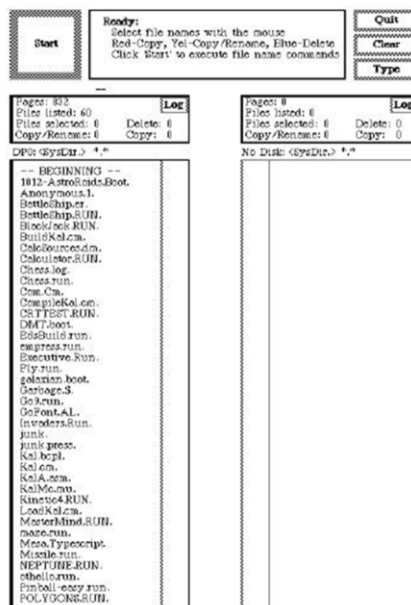 Start
Ready:
Select file names with the mouse
Red-Copy, Yel-Copy/Rename, Blue-Delete
Click 'Start' to execute file name commands
Quit
Clear
Type
Pages: 832
Log
Files listed: 60
Files selected: 0 Delete: 0
Copy/Rename: 0 Copy: 0
DP0: <SysDir.> *.*
-- BEGINNING --
1012-AstroRoids.Boot.
Anonymous.1.
BattleShip.er.
BattleShip.RUN.
BlackJack.RUN.
BuildKal.cm.
CalcSources.dm.
Calculator.RUN.
Chess.log.
Chess.run.
Com.Cm.
CompileKal.cm.
CRTTEST.RUN.
DMT.boot.
EdsBuild.run.
empress.run.
Executive.Run.
Fly.run.
galaxian.boot.
Garbage.$.
Go9.run.
GoFont.AL.
Invaders.Run.
junk.
junk.press.
Kal.bcpl.
Kal.cm.
KalA.asm.
KalMc.mu.
Kinetic4.RUN.
LoadKal.cm.
MasterMind.RUN.
maze.run.
Mesa.Typescript.
Missile.run.
NEPTUNE.RUN.
othello.run.
Pinball-easy.run.
POLYGONS.RUN.
Pages: 0
Log
Files listed: 0
Files selected: 0 Delete: 0
Copy/Rename: 0 Copy: 0
No Disk: <SysDir.> *.*